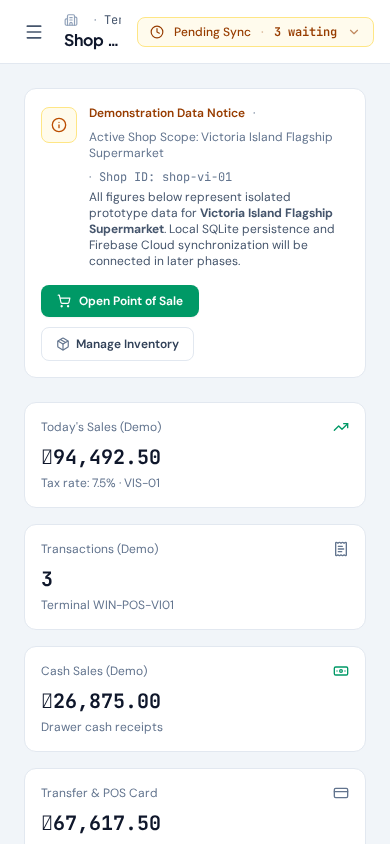 · Ter
Shop ...
Pending Sync · 3 waiting
Demonstration Data Notice ·
Active Shop Scope: Victoria Island Flagship
Supermarket
· Shop ID: shop-vi-01
All figures below represent isolated
prototype data for Victoria Island Flagship
Supermarket. Local SQLite persistence and
Firebase Cloud synchronization will be
connected in later phases.
Open Point of Sale
Manage Inventory
Today's Sales (Demo)
94,492.50
Tax rate: 7.5% · VIS-01
Transactions (Demo)
3
Terminal WIN-POS-VI01
Cash Sales (Demo)
26,875.00
Drawer cash receipts
Transfer & POS Card
67,617.50